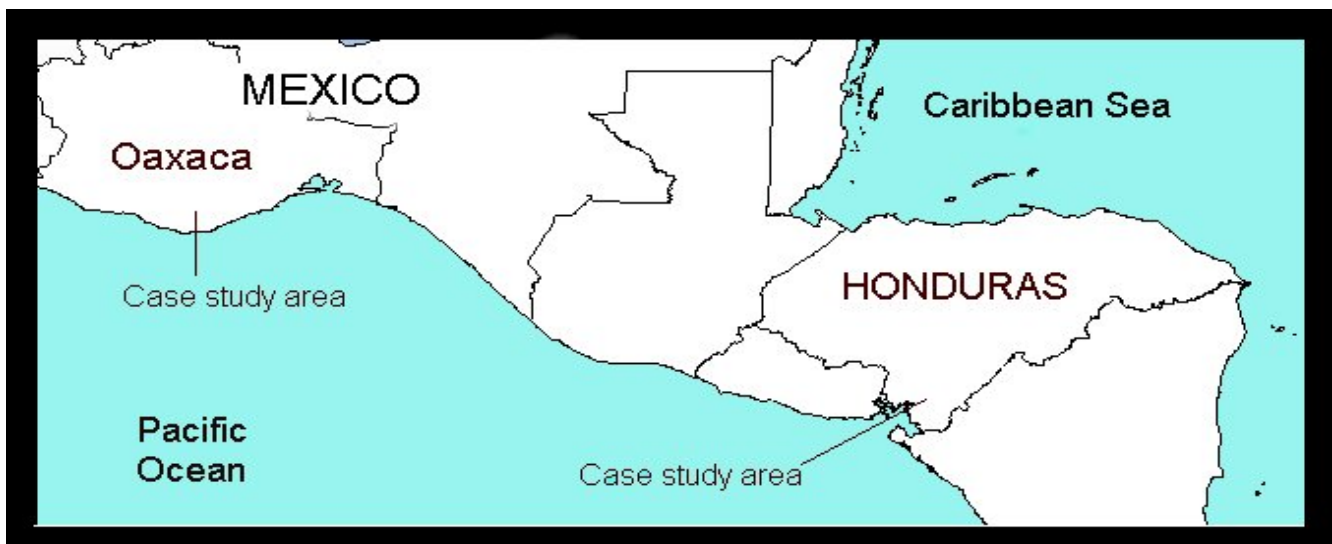 MEXICO
Caribbean Sea
Oaxaca
HONDURAS
Case study area
Pacific
Ocean
Case study area